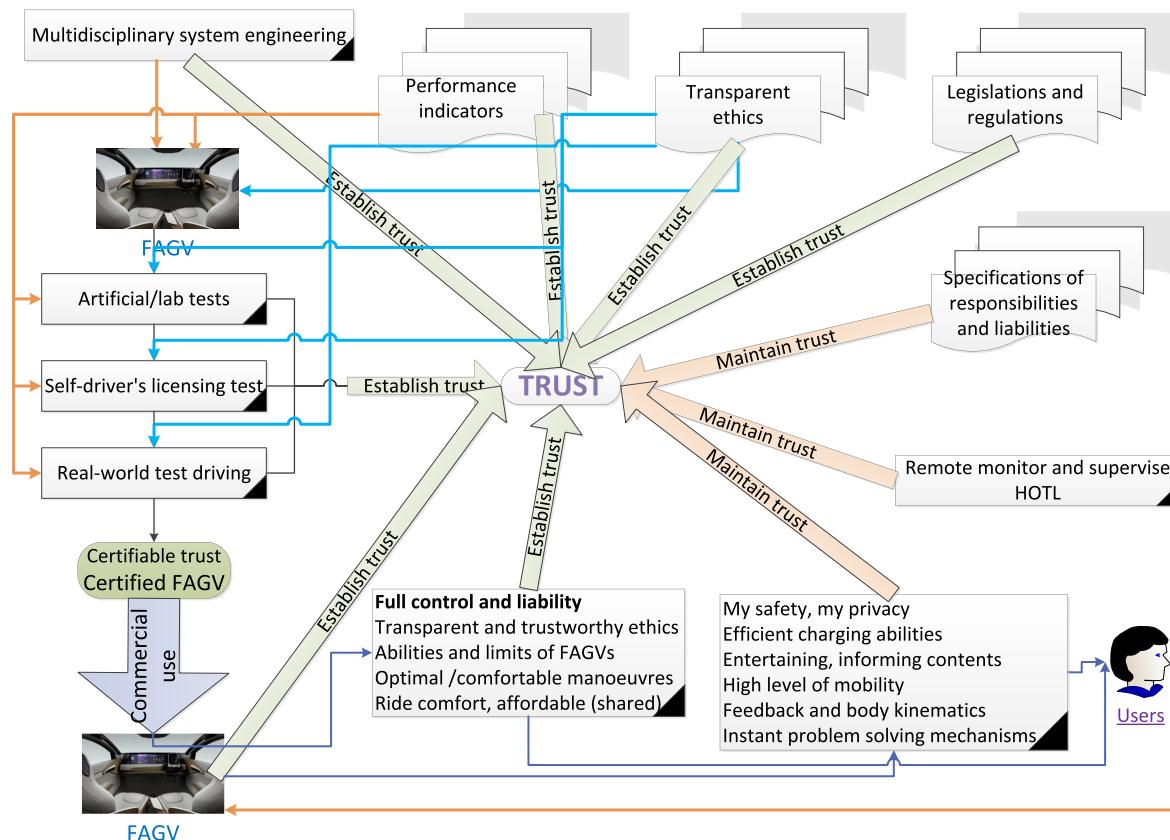 Multidisciplinary system engineering
Performance
indicators
Transparent
ethics
Legislations and
regulations
FAGV
Establish trust
Establish trust
Establish trust
Establish trust
Specifications of
responsibilities
and liabilities
Artificial/lab tests
Maintain trust
Self-driver's licensing test
Establish trust
TRUST
Maintain trust
Real-world test driving
Maintain trust
Remote monitor and supervise
HOTL
Establish trust
Establish trust
Certifiable trust
Certified FAGV
Commercial
use
Full control and liability
Transparent and trustworthy ethics
Abilities and limits of FAGVs
Optimal /comfortable manoeuvres
Ride comfort, affordable (shared)
My safety, my privacy
Efficient charging abilities
Entertaining, informing contents
High level of mobility
Feedback and body kinematics
Instant problem solving mechanisms
Users
FAGV